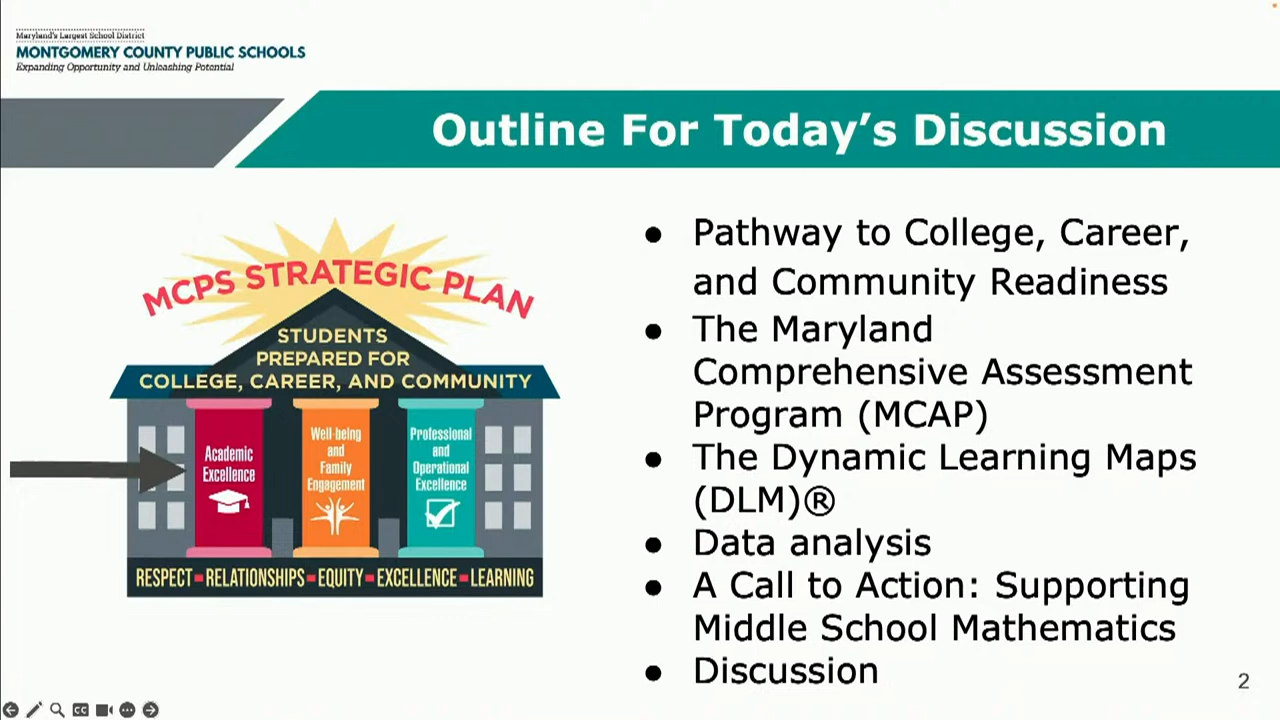 Maryland's Largest School District
MONTGOMERY COUNTY PUBLIC SCHOOLS
Expanding Opportunity and Unleashing Potential
Outline For Today's Discussion
MCPS STRATEGIC PLAN
STUDENTS
PREPARED FOR
COLLEGE, CAREER, AND COMMUNITY
Academic
Excellence
Well-being
and
Family
Engagement
Professional
and
Operational
Excellence
RESPECT=RELATIONSHIPS=EQUITY=EXCELLENCE=LEARNING
● Pathway to College, Career,
and Community Readiness
● The Maryland
Comprehensive Assessment
Program (MCAP)
● The Dynamic Learning Maps
(DLM)®
● Data analysis
● A Call to Action: Supporting
Middle School Mathematics
● Discussion
2
CC